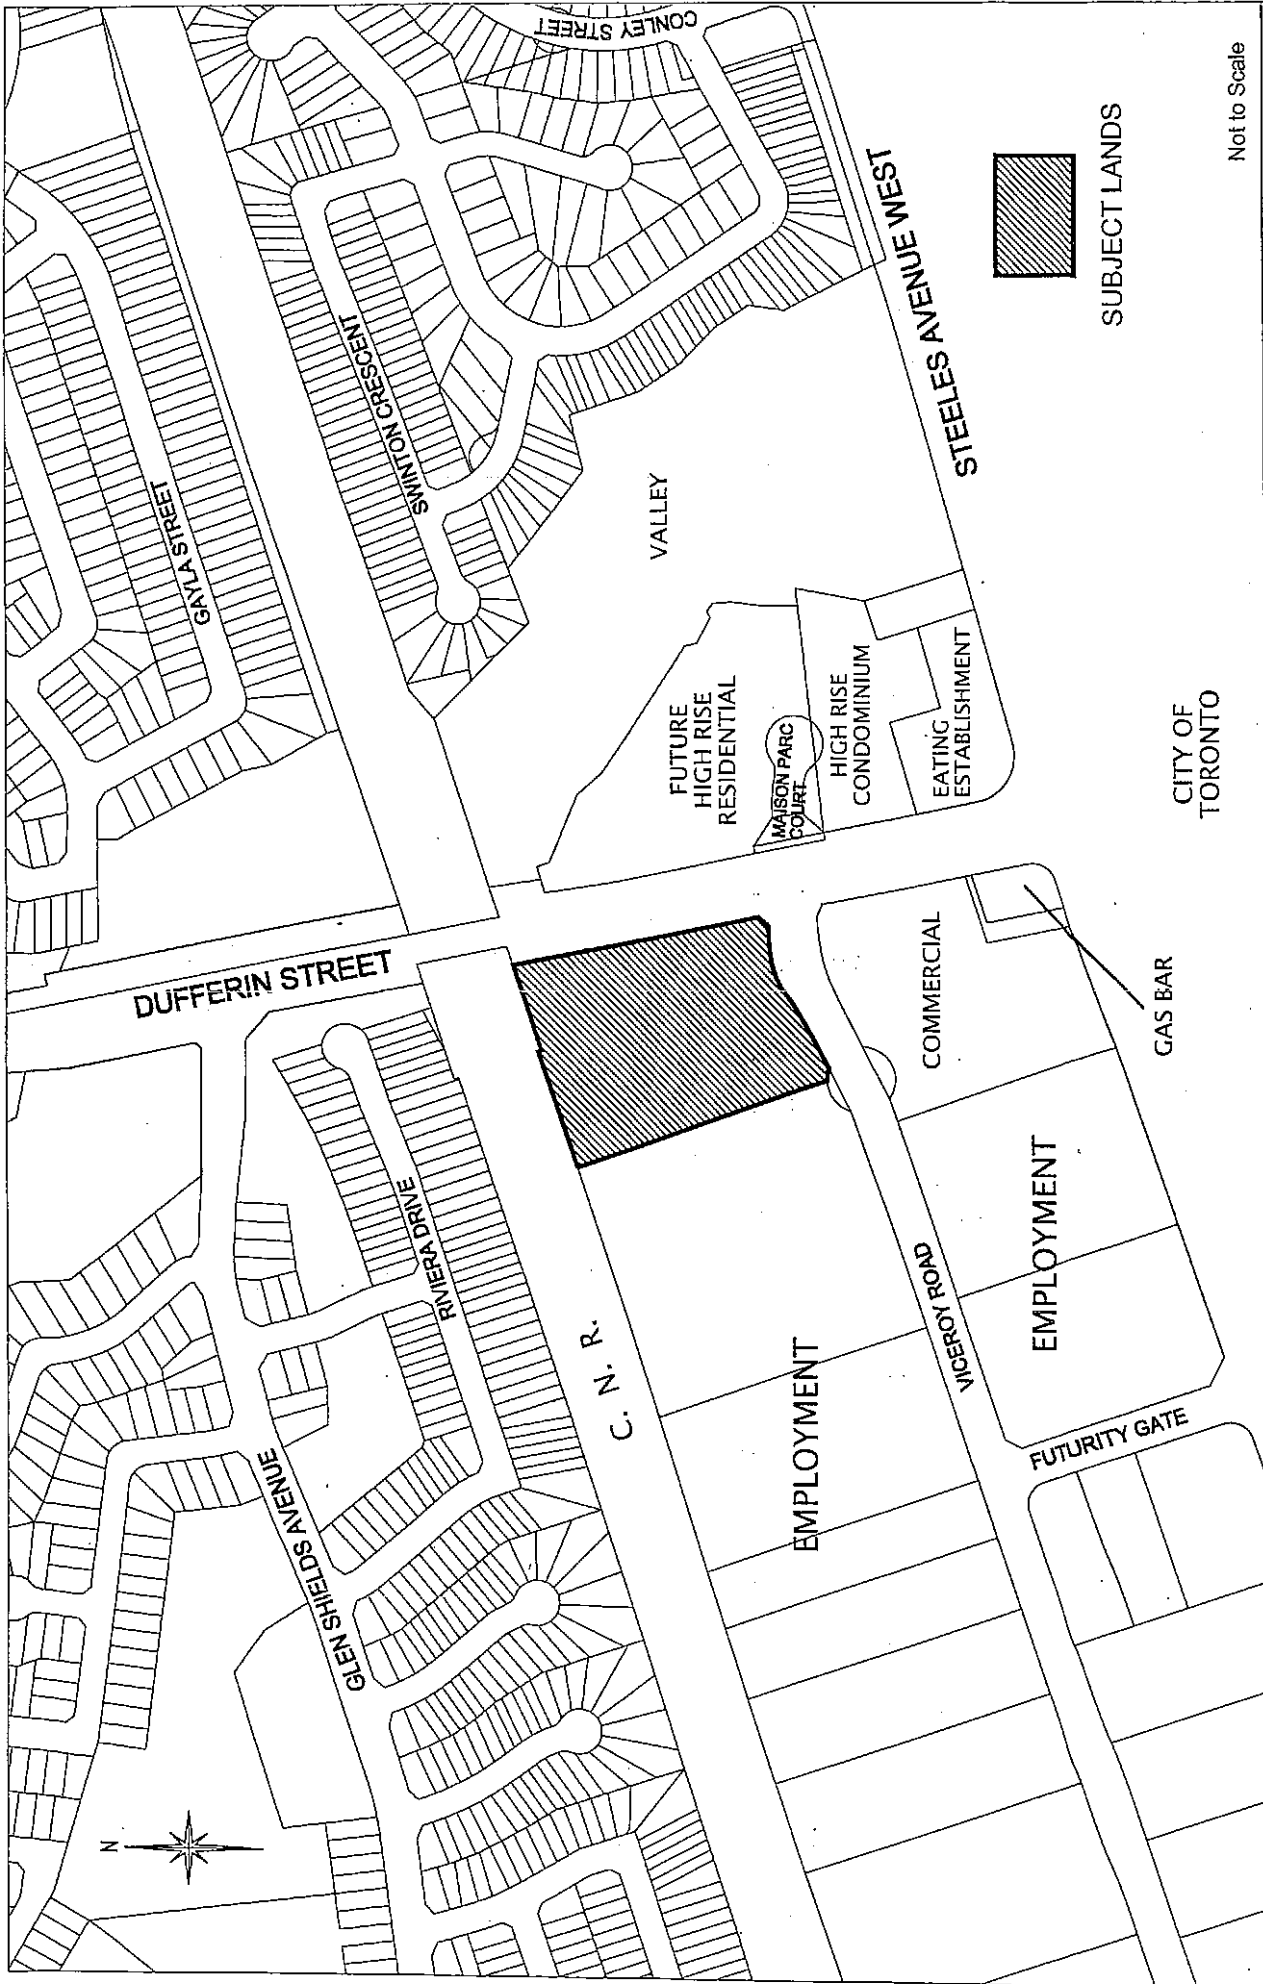 GAYLA STREET
CONLEY STREET
SWINTON CRESCENT
DUFFERIN STREET
RIVIERA DRIVE
GLEN SHIELDS AVENUE
N
C. N. R.
VALLEY
FUTURE
HIGH RISE
RESIDENTIAL
MAISON PARC
COURT
HIGH RISE
CONDOMINIUM
EATING
ESTABLISHMENT
STEELES AVENUE WEST
COMMERCIAL
GAS BAR
EMPLOYMENT
VICEROY ROAD
EMPLOYMENT
FUTURITY GATE
CITY OF
TORONTO
SUBJECT LANDS
Not to Scale